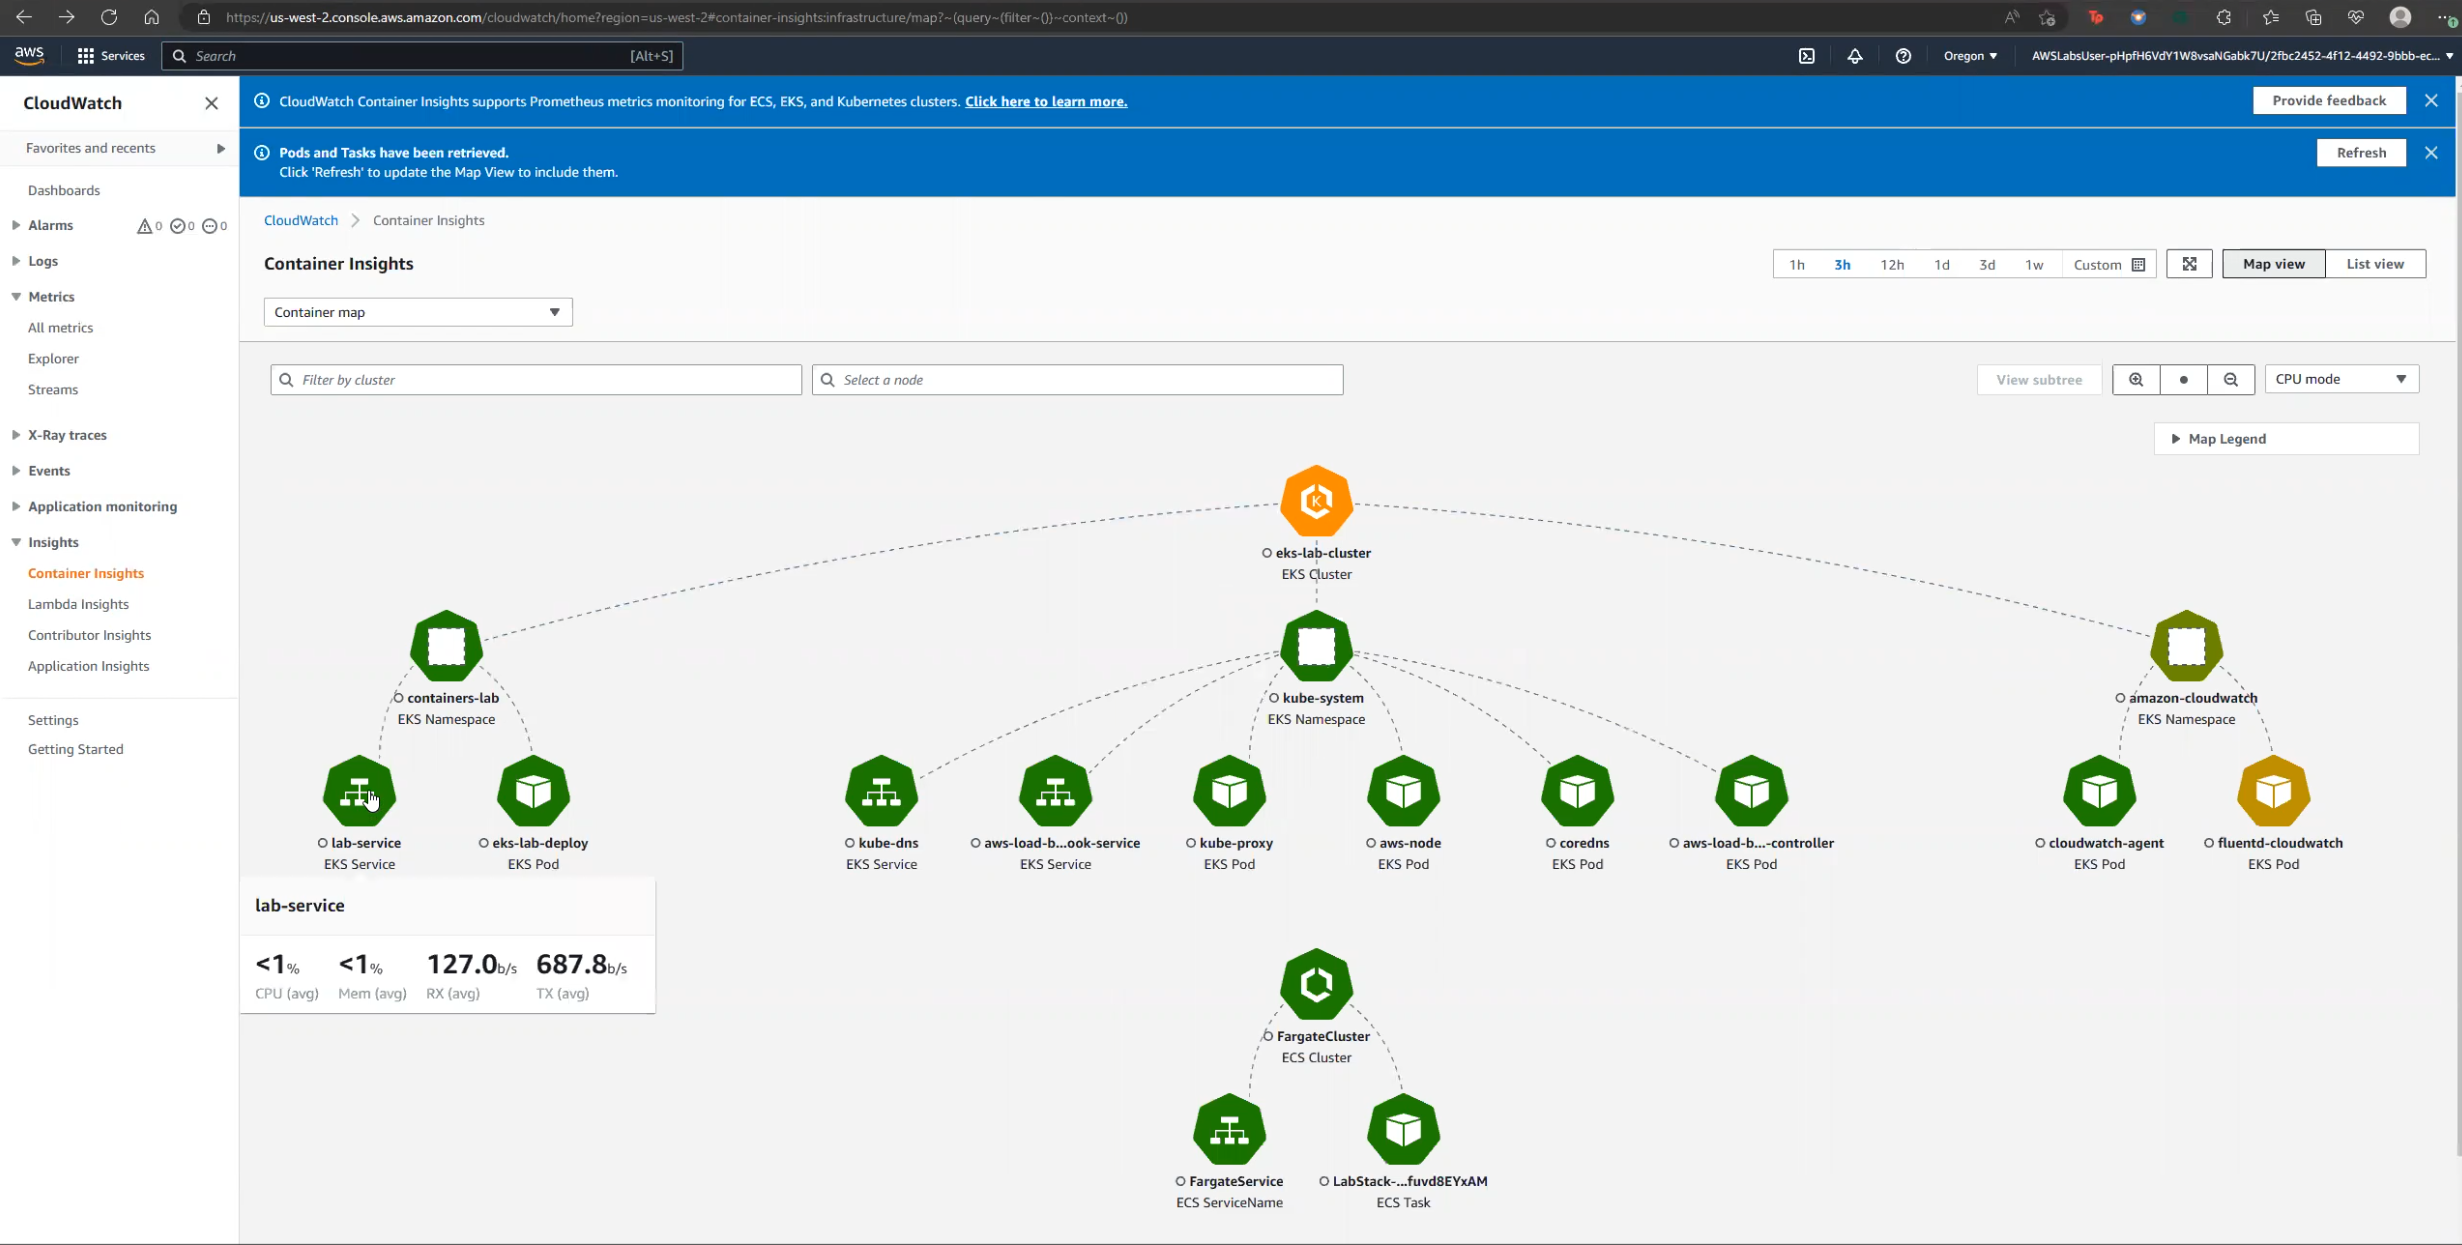 https://us-west-2.console.aws.amazon.com/cloudwatch/home?region=us-west-2#container-insights:infrastructure/map?~(query~(filter~())~context~())
aws
Services
Search
[Alt+S]
Oregon
AWSLabsUser-pHpfH6VdY1W8vsaNGabk7U/2fbc2452-4f12-4492-9bbb-ec...
CloudWatch
Favorites and recents
Dashboards
Alarms 0 0 0
Logs
Metrics
All metrics
Explorer
Streams
X-Ray traces
Events
Application monitoring
Insights
Container Insights
Lambda Insights
Contributor Insights
Application Insights
Settings
Getting Started
CloudWatch Container Insights supports Prometheus metrics monitoring for ECS, EKS, and Kubernetes clusters. Click here to learn more.
Provide feedback
Pods and Tasks have been retrieved.
Click 'Refresh' to update the Map View to include them.
Refresh
CloudWatch Container Insights
Container Insights
1h 3h 12h 1d 3d 1w Custom
Map view List view
Container map
Filter by cluster
Select a node
View subtree
CPU mode
Map Legend
K
eks-lab-cluster
EKS Cluster
containers-lab
EKS Namespace
kube-system
EKS Namespace
amazon-cloudwatch
EKS Namespace
lab-service
EKS Service
eks-lab-deploy
EKS Pod
kube-dns
EKS Service
aws-load-b...ook-service
EKS Service
kube-proxy
EKS Pod
aws-node
EKS Pod
coredns
EKS Pod
aws-load-b...-controller
EKS Pod
cloudwatch-agent
EKS Pod
fluentd-cloudwatch
EKS Pod
lab-service
<1% <1% 127.0b/s 687.8b/s
CPU (avg) Mem (avg) RX (avg) TX (avg)
FargateCluster
ECS Cluster
FargateService
ECS ServiceName
LabStack-...fuvd8EYxAM
ECS Task